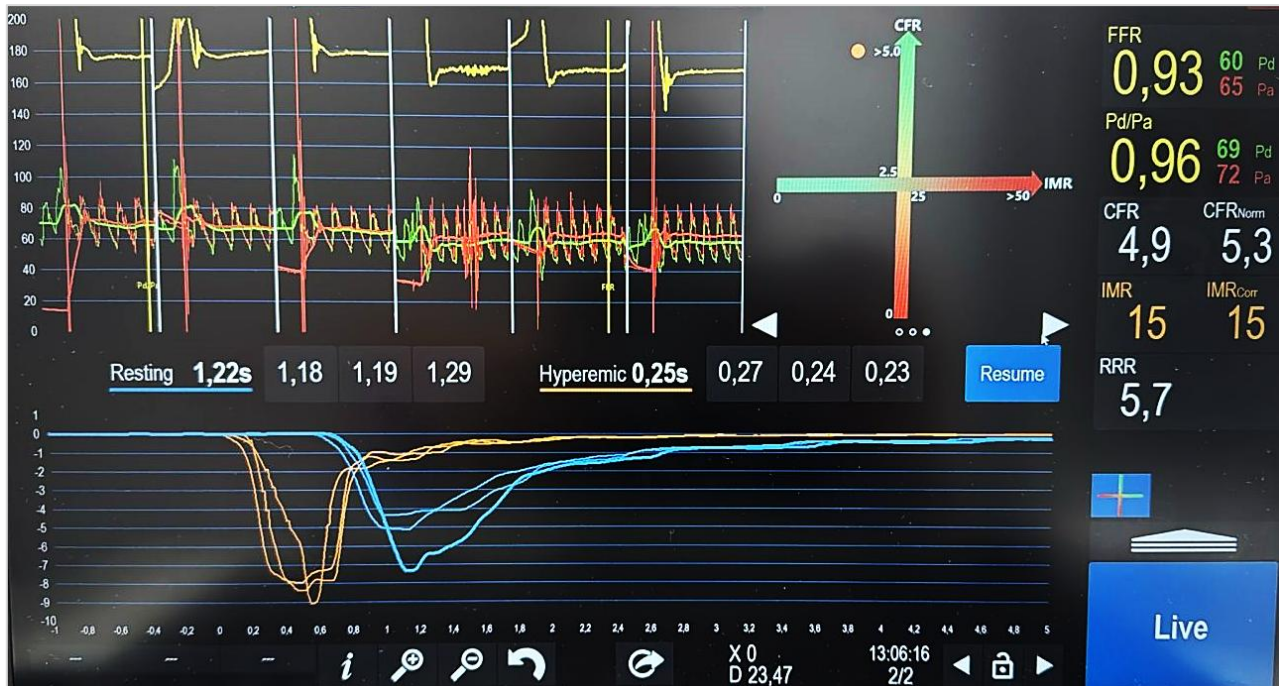 200
180
160
140
120
100
80
60
40
20
0
Pd/Pa
FFR
CFR
>5.0
2.5
0
25
>50
IMR
0
FFR
0,93
60 Pd
65 Pa
Pd/Pa
0,96
69 Pd
72 Pa
CFR
4,9
CFRNorm
5,3
IMR
15
IMRCorr
15
RRR
5,7
Resting 1,22s 1,18 1,19 1,29 Hyperemic 0,25s 0,27 0,24 0,23 Resume
1
0
-1
-2
-3
-4
-5
-6
-7
-8
-9
-10
-1 -0,8 -0,6 -0,4 -0,2 0 0,2 0,4 0,6 0,8 1 1,2 1,4 1,6 1,8 2 2,2 2,4 2,6 2,8 3 3,2 3,4 3,6 3,8 4 4,2 4,4 4,6 4,8 5
--- --- --- i
X 0
D 23,47
13:06:16
2/2
Live